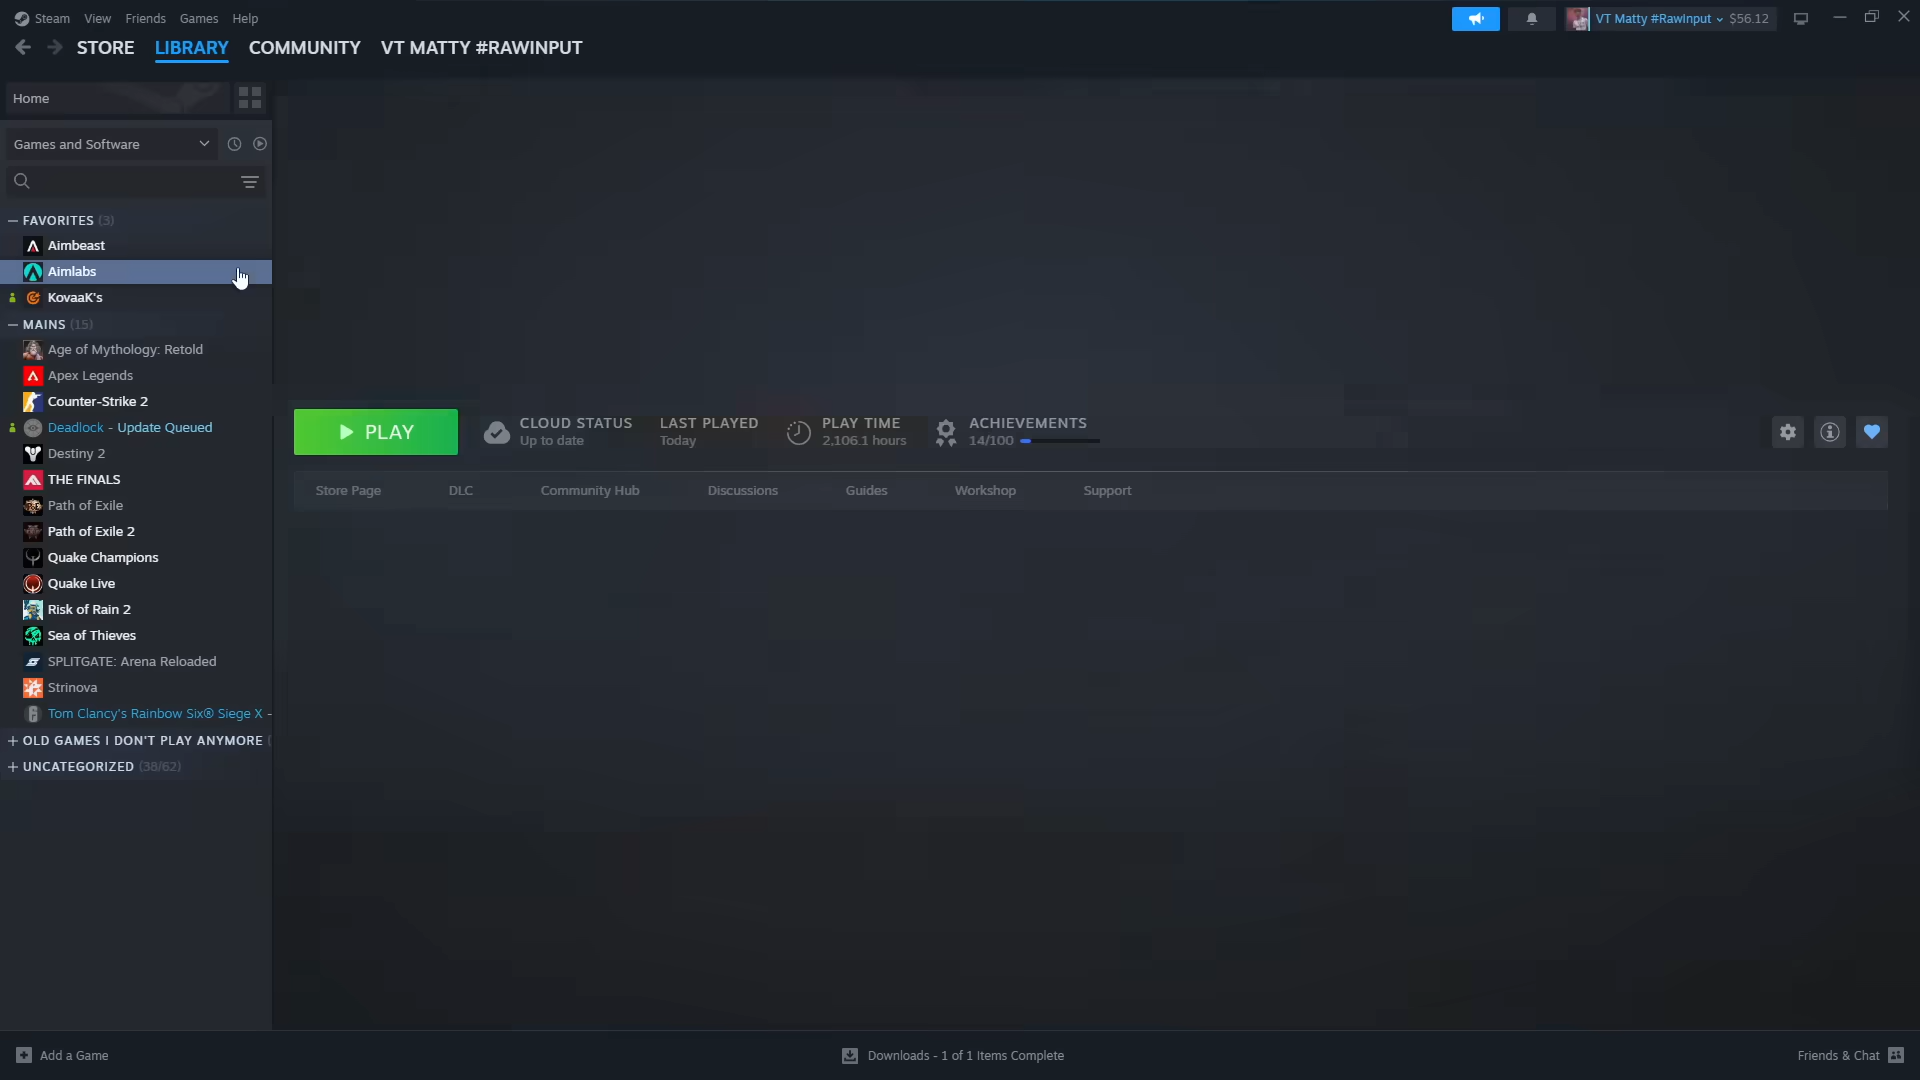 Steam View Friends Games Help
VT Matty #RawInput $56.12
STORE LIBRARY COMMUNITY VT MATTY #RAWINPUT
Home
Games and Software
FAVORITES (3)
Aimbeast
Aimlabs
KovaaK's
MAINS (15)
Age of Mythology: Retold
Apex Legends
Counter-Strike 2
Deadlock - Update Queued
Destiny 2
THE FINALS
Path of Exile
Path of Exile 2
Quake Champions
Quake Live
Risk of Rain 2
Sea of Thieves
SPLITGATE: Arena Reloaded
Strinova
Tom Clancy's Rainbow Six® Siege X -
OLD GAMES I DON'T PLAY ANYMORE (
UNCATEGORIZED (38/62)
PLAY
CLOUD STATUS
Up to date
LAST PLAYED
Today
PLAY TIME
2,106.1 hours
ACHIEVEMENTS
14/100
Store Page DLC Community Hub Discussions Guides Workshop Support
Add a Game
Downloads - 1 of 1 Items Complete
Friends & Chat